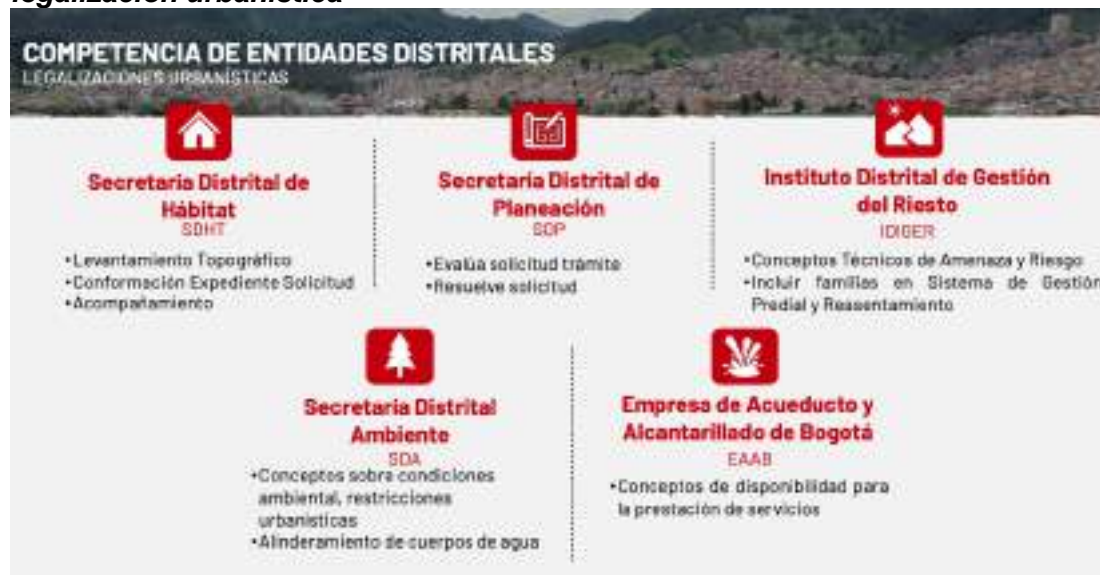 legalización urbanística
COMPETENCIA DE ENTIDADES DISTRITALES
LEGALIZACIONES URBANÍSTICAS
Secretaria Distrital de
Hábitat
SDHT
•Levantamiento Topográfico
•Conformación Expediente Solicitud
•Acompañamiento
Secretaría Distrital de
Planeación
SDP
•Evalúa solicitud trámite
•Resuelve solicitud
Instituto Distrital de Gestión
del Riesto
IDIGER
•Conceptos Técnicos de Amenaza y Riesgo
•Incluir familias en Sistema de Gestión
Predial y Reasentamiento
Secretaria Distrital
Ambiente
SDA
•Conceptos sobre condiciones
ambiental, restricciones
urbanisticas
•Alinderamiento de cuerpos de agua
Empresa de Acueducto y
Alcantarillado de Bogotá
EAAB
•Conceptos de disponibilidad para
la prestación de servicios